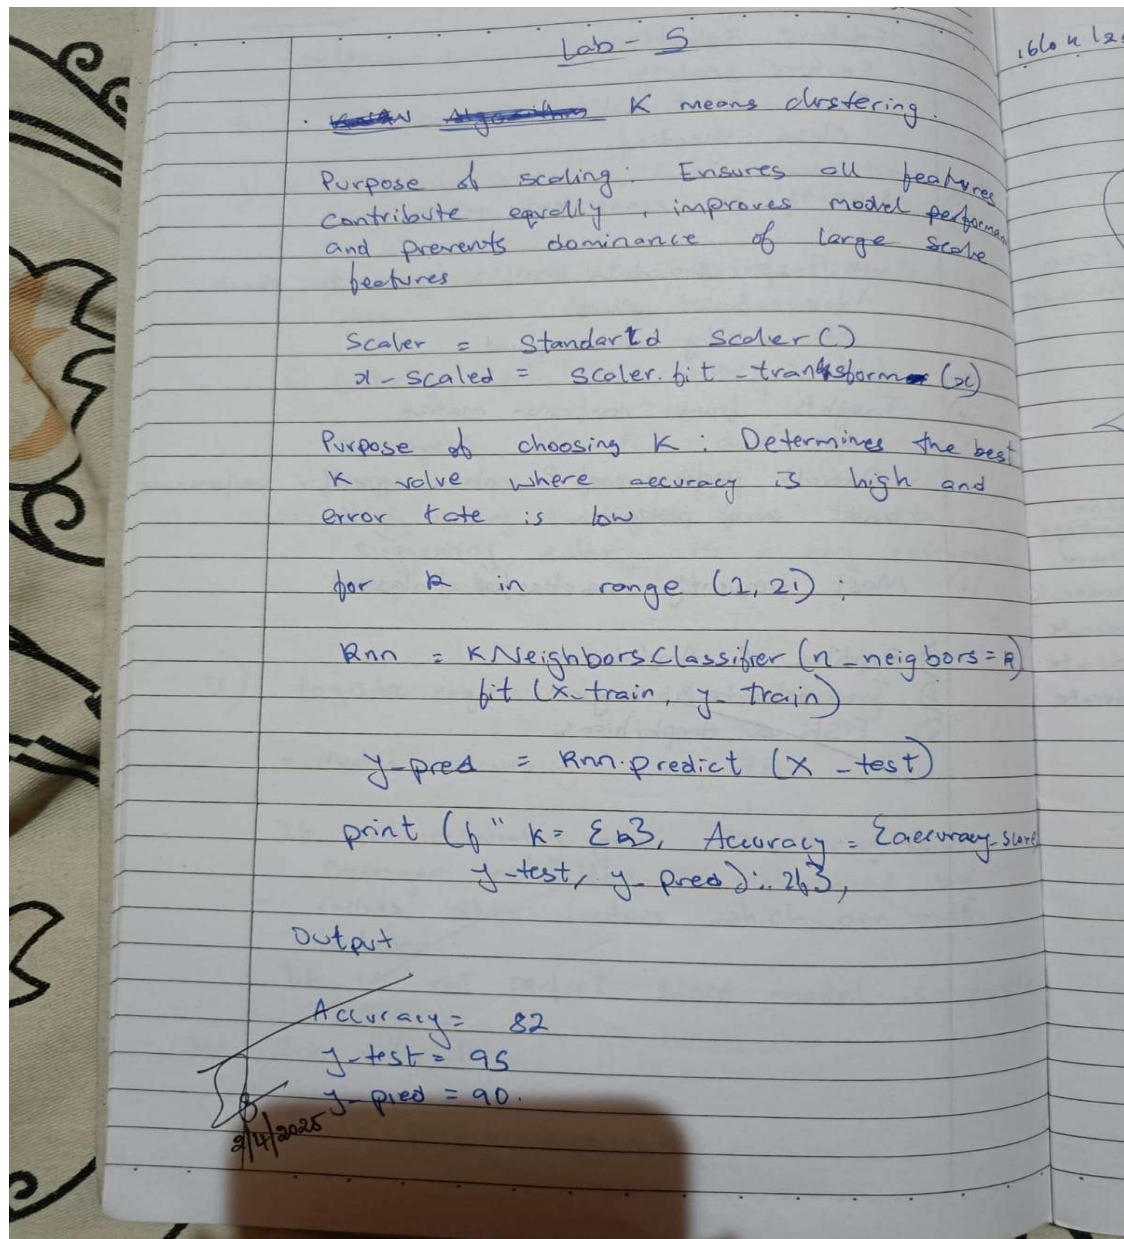 Lab - 5
K means clustering.
Purpose of scaling : Ensures all features
contribute equally, improves model performan
and prevents dominance of large scale
features
Scaler = Standard Scaler ()
x - scaled = scaler. fit - transform (x)
Purpose of choosing K : Determines the best
K value where accuracy is high and
error rate is low
for k in range (1, 21) :
knn = KNeighborsClassifier (n - neigbors = k)
fit (x - train, y - train)
y - pred = knn. predict (X - test)
print (f" k = {k}, Accuracy = {accuracy - score
y - test, y - pred) : . 2f},
Output
Accuracy = 82
y - test = 95
y - pred = 90.
2/4/2025